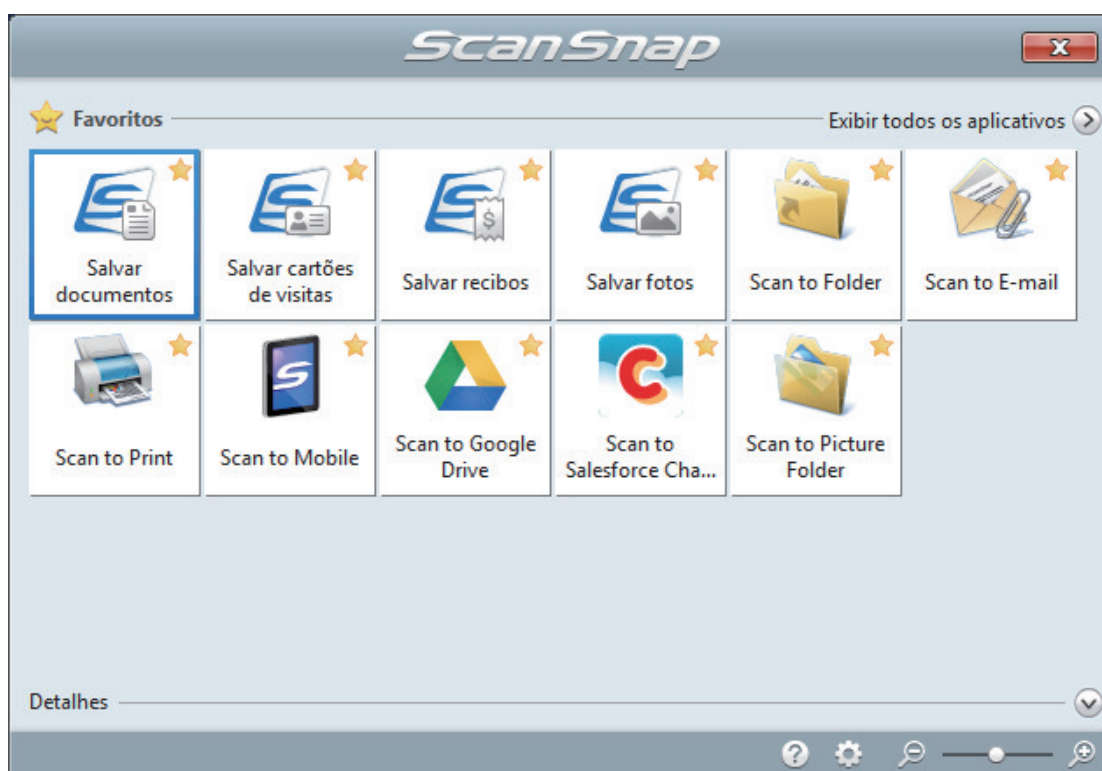 ScanSnap
Favoritos
Exibir todos os aplicativos
Salvar
documentos
Salvar cartões
de visitas
Salvar recibos
Salvar fotos
Scan to Folder
Scan to E-mail
Scan to Print
Scan to Mobile
Scan to Google
Drive
Scan to
Salesforce Cha...
Scan to Picture
Folder
Detalhes